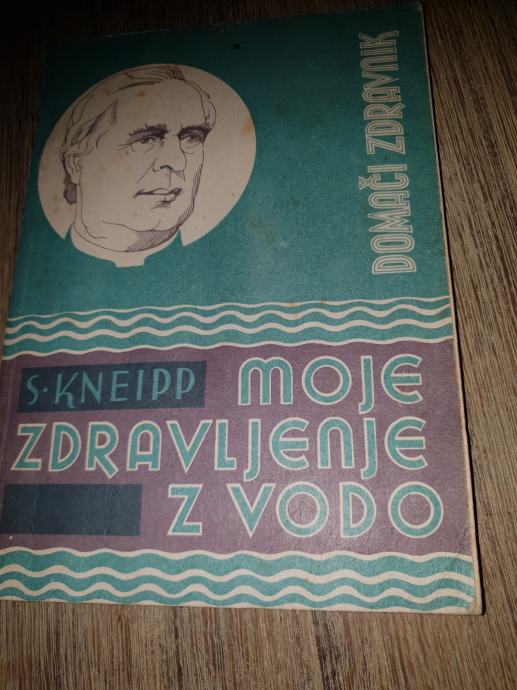 DOMAČI ZDRAVNIK
S. KNEIPP MOJE
ZDRAVLJENJE
Z VODO